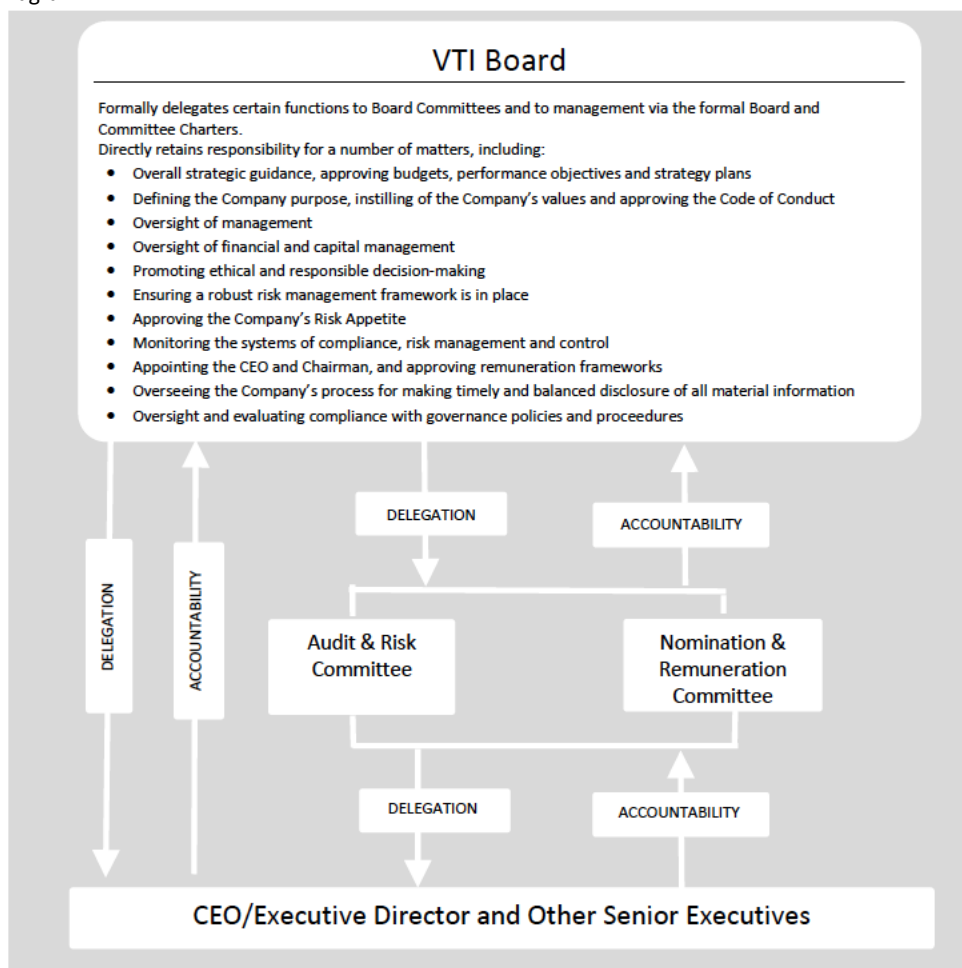 VTI Board
Formally delegates certain functions to Board Committees and to management via the formal Board and
Committee Charters.
Directly retains responsibility for a number of matters, including:
• Overall strategic guidance, approving budgets, performance objectives and strategy plans
• Defining the Company purpose, instilling of the Company's values and approving the Code of Conduct
• Oversight of management
• Oversight of financial and capital management
• Promoting ethical and responsible decision-making
• Ensuring a robust risk management framework is in place
• Approving the Company's Risk Appetite
• Monitoring the systems of compliance, risk management and control
• Appointing the CEO and Chairman, and approving remuneration frameworks
• Overseeing the Company's process for making timely and balanced disclosure of all material information
• Oversight and evaluating compliance with governance policies and proceedures
DELEGATION
ACCOUNTABILITY
DELEGATION
ACCOUNTABILITY
Audit & Risk
Committee
Nomination &
Remuneration
Committee
DELEGATION
ACCOUNTABILITY
CEO/Executive Director and Other Senior Executives